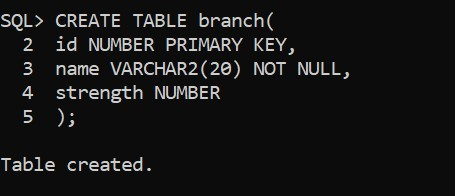 SQL> CREATE TABLE branch(
  2  id NUMBER PRIMARY KEY,
  3  name VARCHAR2(20) NOT NULL,
  4  strength NUMBER
  5  );
Table created.